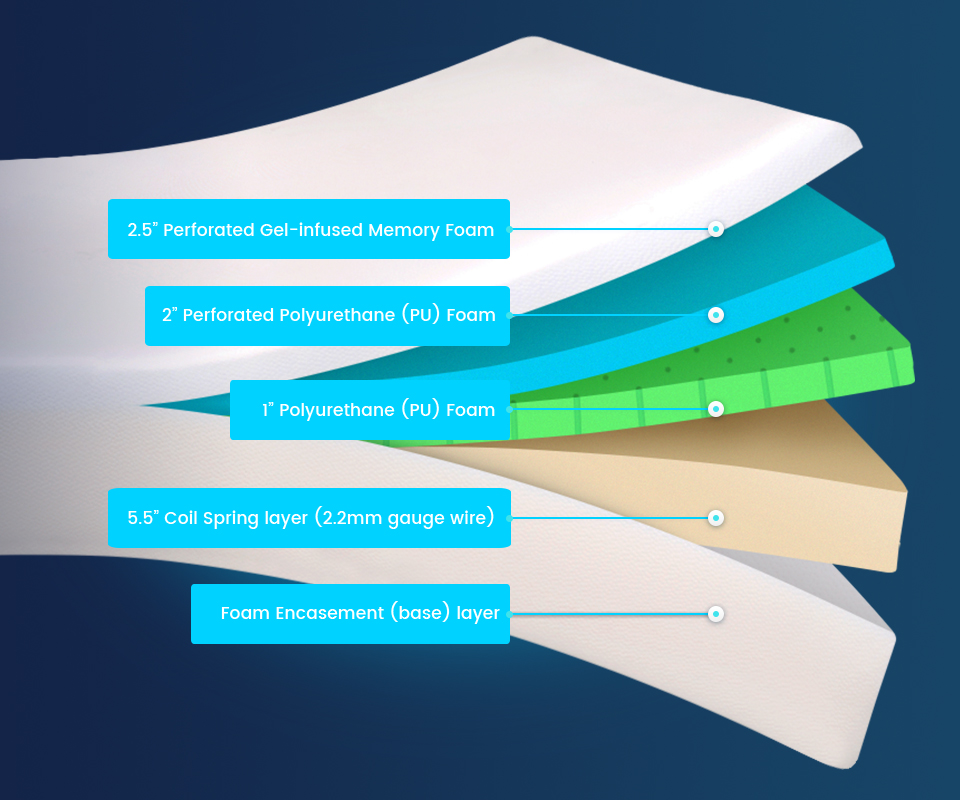 2.5” Perforated Gel-infused Memory Foam
2” Perforated Polyurethane (PU) Foam
1” Polyurethane (PU) Foam
5.5” Coil Spring layer (2.2mm gauge wire)
Foam Encasement (base) layer